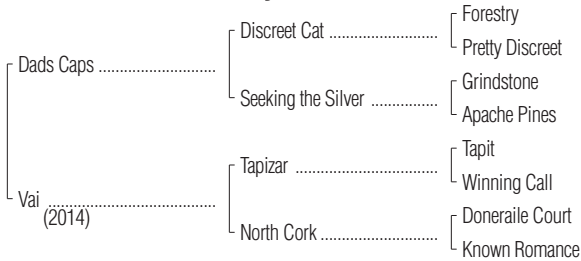 Forestry
Discreet Cat
Pretty Discreet
Dads Caps
Grindstone
Seeking the Silver
Apache Pines
Tapit
Tapizar
Winning Call
Vai
(2014)
Doneraile Court
North Cork
Known Romance